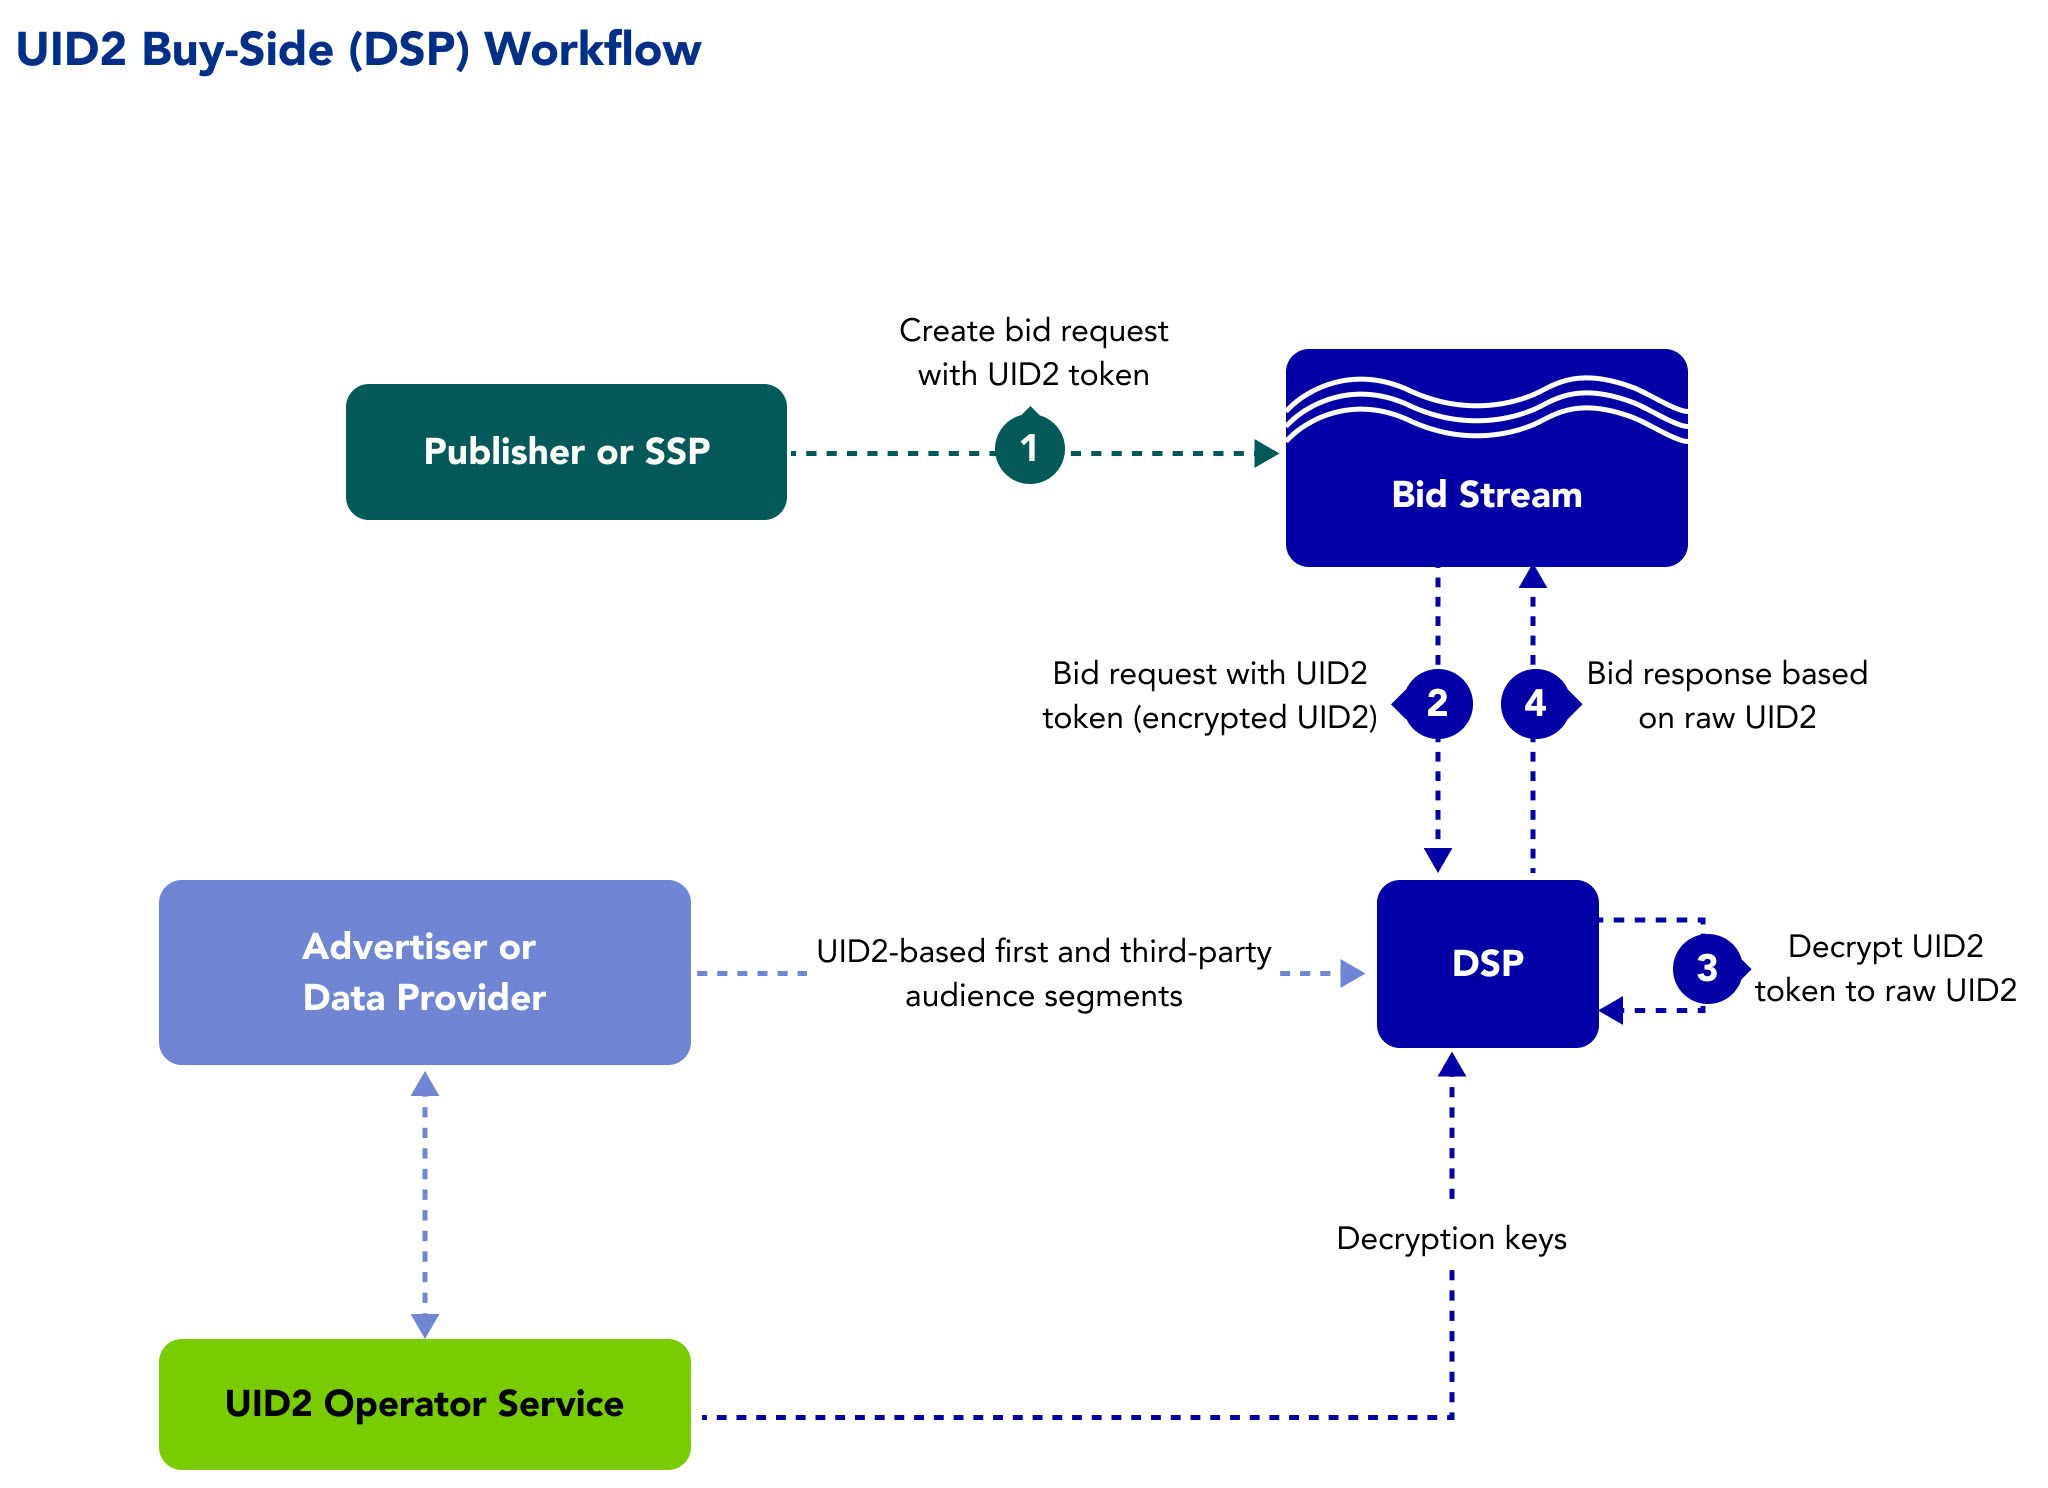 UID2 Buy-Side (DSP) Workflow
Create bid request
with UID2 token
Publisher or SSP
1
Bid Stream
Bid request with UID2
token (encrypted UID2)
2
4
Bid response based
on raw UID2
Advertiser or
Data Provider
UID2-based first and third-party
audience segments
DSP
3
Decrypt UID2
token to raw UID2
Decryption keys
UID2 Operator Service